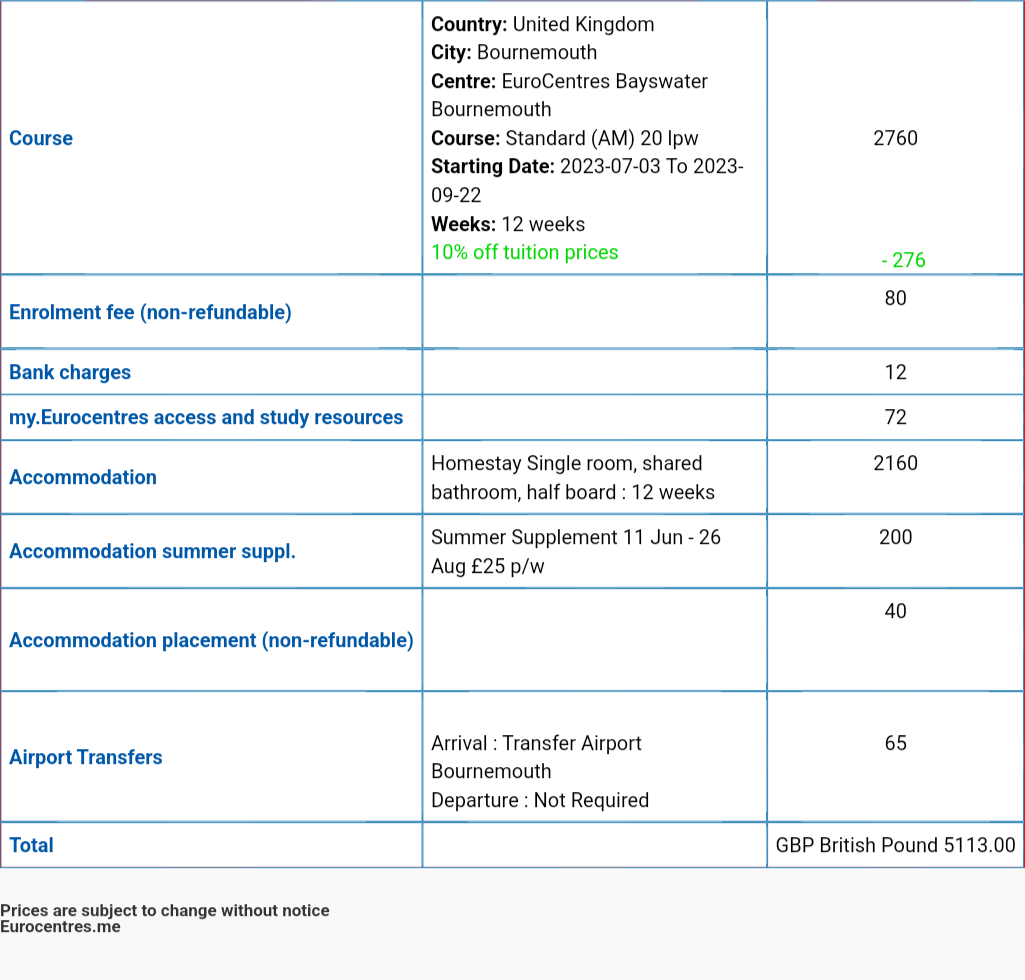 Country: United Kingdom
City: Bournemouth
Centre: EuroCentres Bayswater
Bournemouth
Course
Course: Standard (AM) 20 lpw
2760
Starting Date: 2023-07-03 To 2023-
09-22
Weeks: 12 weeks
10% off tuition prices
- 276
Enrolment fee (non-refundable)
80
Bank charges
12
my.Eurocentres access and study resources
72
Accommodation
Homestay Single room, shared
bathroom, half board : 12 weeks
2160
Accommodation summer suppl.
Summer Supplement 11 Jun - 26
Aug £25 p/w
200
Accommodation placement (non-refundable)
40
Airport Transfers
Arrival : Transfer Airport
Bournemouth
Departure : Not Required
65
Total
GBP British Pound 5113.00
Prices are subject to change without notice
Eurocentres.me